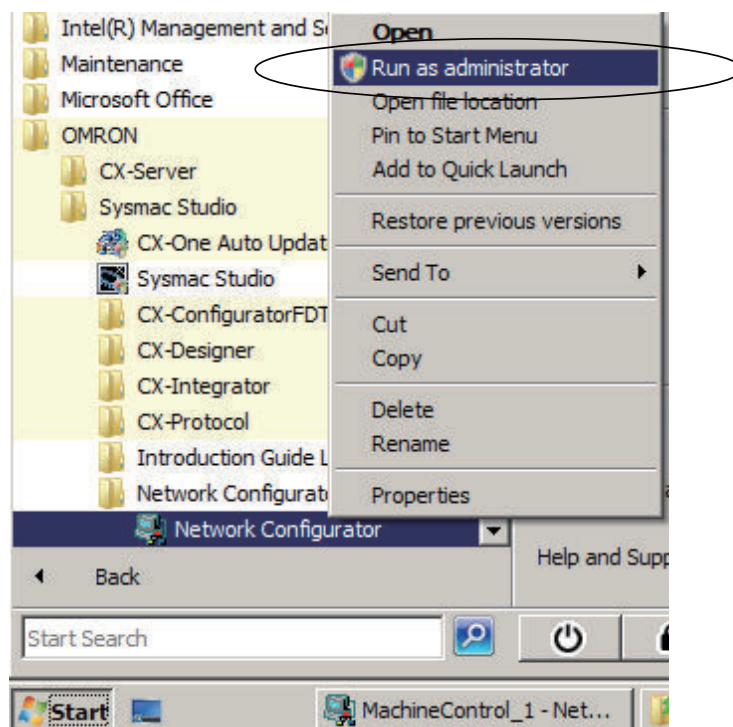 Intel(R) Management and S
Maintenance
Microsoft Office
OMRON
CX-Server
Sysmac Studio
CX-One Auto Updat
Sysmac Studio
CX-ConfiguratorFDT
CX-Designer
CX-Integrator
CX-Protocol
Introduction Guide L
Network Configurat
Network Configurator
Back
Start Search
Open
Run as administrator
Open file location
Pin to Start Menu
Add to Quick Launch
Restore previous versions
Send To
Cut
Copy
Delete
Rename
Properties
Help and Supp
Start
MachineControl_1 - Net...